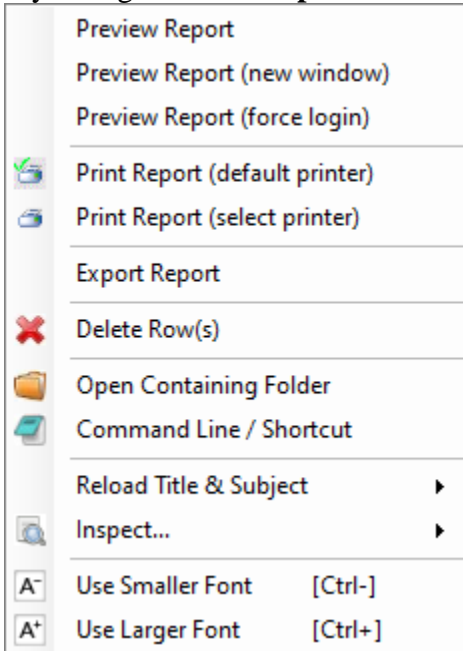 Preview Report
Preview Report (new window)
Preview Report (force login)
Print Report (default printer)
Print Report (select printer)
Export Report
Delete Row(s)
Open Containing Folder
Command Line / Shortcut
Reload Title & Subject
Inspect...
A- Use Smaller Font [Ctrl-]
A+ Use Larger Font [Ctrl+]